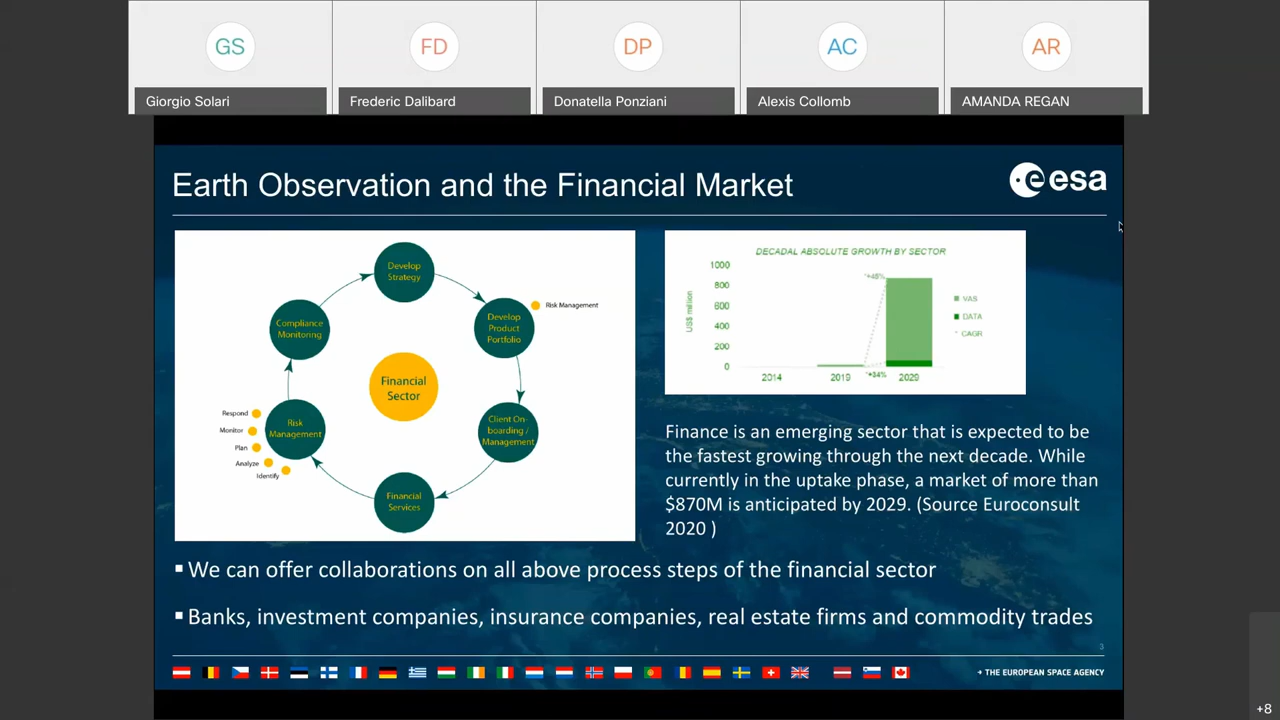 GS
FD
DP
AC
AR
Giorgio Solari
Frederic Dalibard
Donatella Ponziani
Alexis Collomb
AMANDA REGAN
Earth Observation and the Financial Market
esa
Develop
Strategy
Develop
Product
Portfolio
Risk Management
Client On-
boarding /
Management
Financial
Services
Risk
Management
Respond
Monitor
Plan
Analyze
Identify
Compliance
Monitoring
Financial
Sector
DECADAL ABSOLUTE GROWTH BY SECTOR
US$ million
1000
800
600
400
200
0
2014
2019
2029
VAS
DATA
CAGR
Finance is an emerging sector that is expected to be
the fastest growing through the next decade. While
currently in the uptake phase, a market of more than
$870M is anticipated by 2029. (Source Euroconsult
2020 )
▪ We can offer collaborations on all above process steps of the financial sector
▪ Banks, investment companies, insurance companies, real estate firms and commodity trades
3
+ THE EUROPEAN SPACE AGENCY
+8